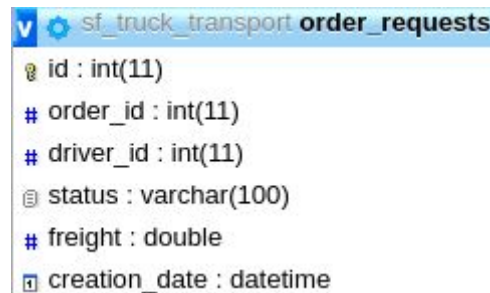 v sf_truck_transport order_requests
id : int(11)
# order_id : int(11)
# driver_id : int(11)
status : varchar(100)
# freight : double
creation_date : datetime